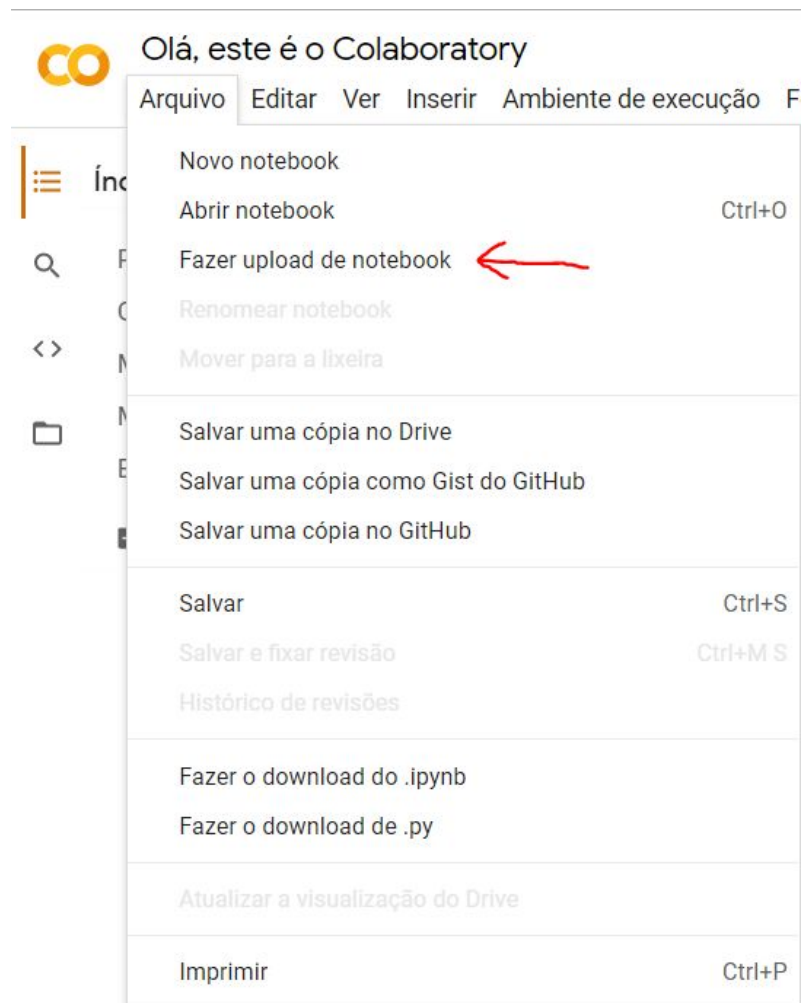 Olá, este é o Colaboratory
Arquivo Editar Ver Inserir Ambiente de execução F
Índ
Novo notebook
Abrir notebook Ctrl+O
Fazer upload de notebook
Renomear notebook
Mover para a lixeira
Salvar uma cópia no Drive
Salvar uma cópia como Gist do GitHub
Salvar uma cópia no GitHub
Salvar Ctrl+S
Salvar e fixar revisão Ctrl+M S
Histórico de revisões
Fazer o download do .ipynb
Fazer o download de .py
Atualizar a visualização do Drive
Imprimir Ctrl+P